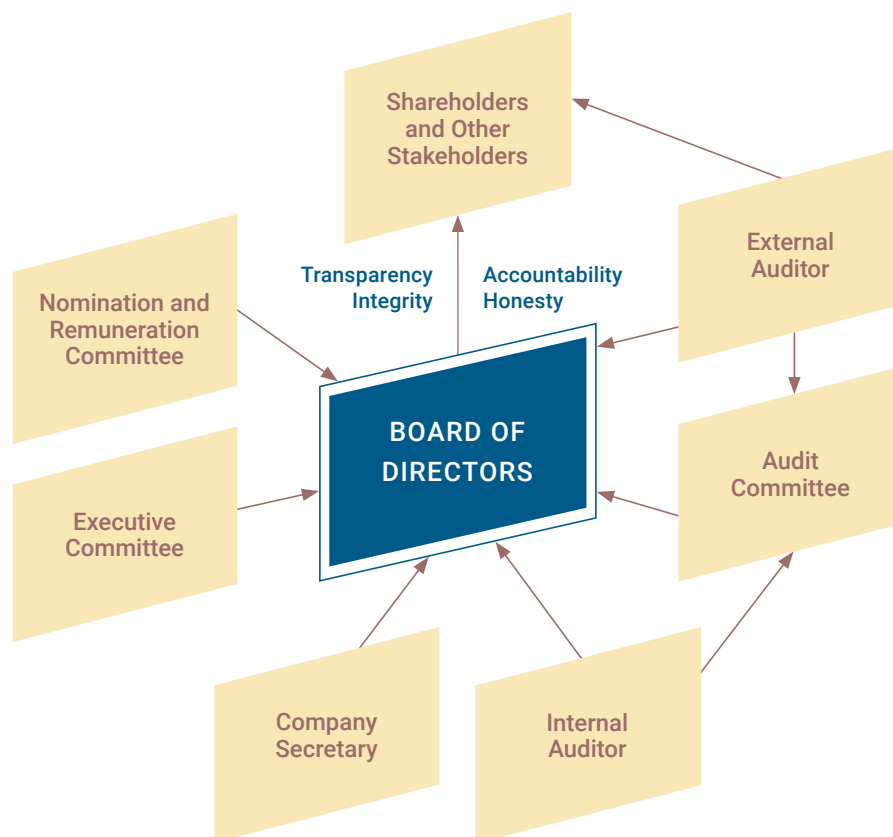 Shareholders
and Other
Stakeholders
External
Auditor
Transparency
Integrity
Accountability
Honesty
Nomination and
Remuneration
Committee
BOARD OF
DIRECTORS
Audit
Committee
Executive
Committee
Company
Secretary
Internal
Auditor